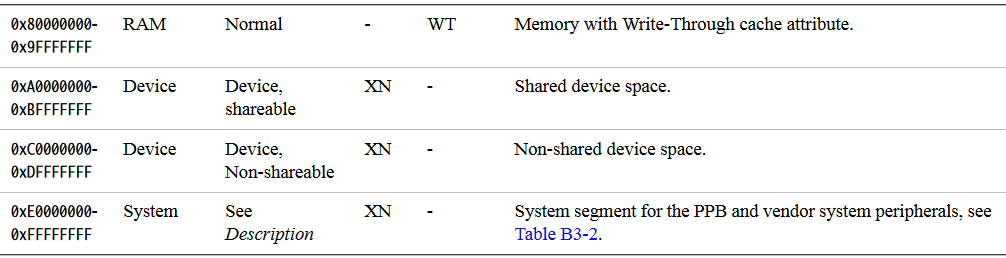 0x80000000- RAM Normal - WT Memory with Write-Through cache attribute.
0x9FFFFFFF
0xA0000000- Device Device, XN - Shared device space.
0xBFFFFFFF shareable
0xC0000000- Device Device, XN - Non-shared device space.
0xDFFFFFFF Non-shareable
0xE0000000- System See XN - System segment for the PPB and vendor system peripherals, see
0xFFFFFFFF Description Table B3-2.